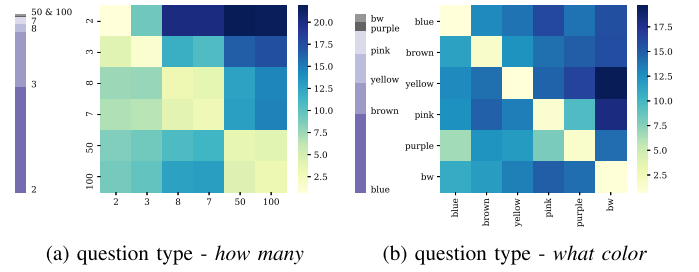 50 & 100
7
8
3
2
2
3
8
7
50
100
2 3 8 7 50 100
20.0
17.5
15.0
12.5
10.0
7.5
5.0
2.5
(a) question type - how many
bw
purple
pink
yellow
brown
blue
blue
brown
yellow
pink
purple
bw
blue brown yellow pink purple bw
17.5
15.0
12.5
10.0
7.5
5.0
2.5
(b) question type - what color